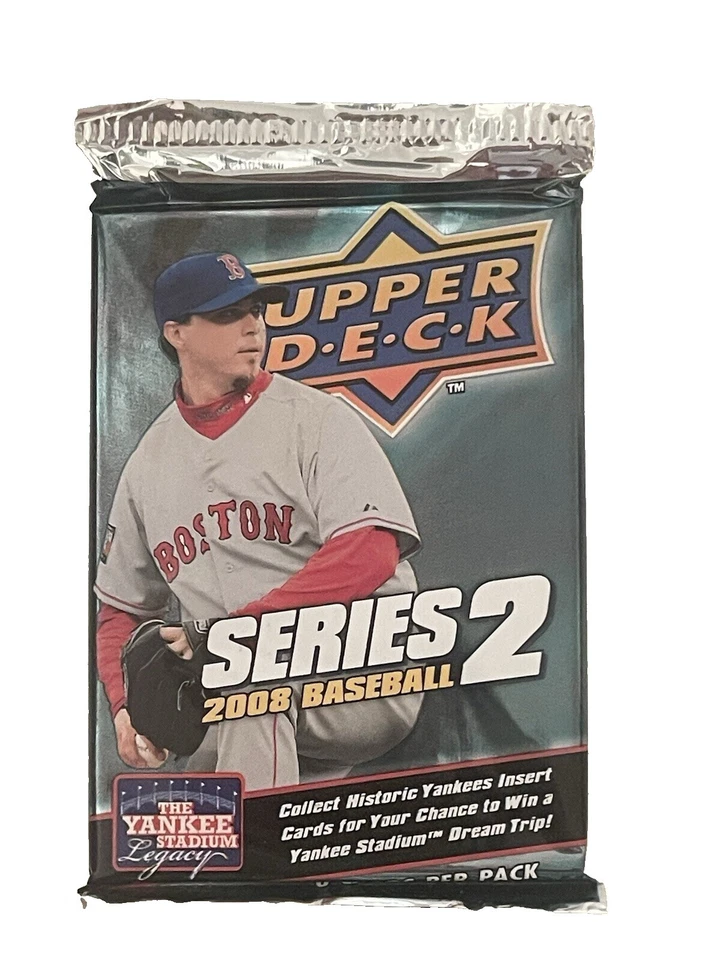 B
UPPER
D·E·C·K
TM
BOSTON
SERIES 2
2008 BASEBALL
THE
YANKEE
STADIUM
Legacy
Collect Historic Yankees Insert
Cards for Your Chance to Win a
Yankee Stadium™ Dream Trip!
PER PACK